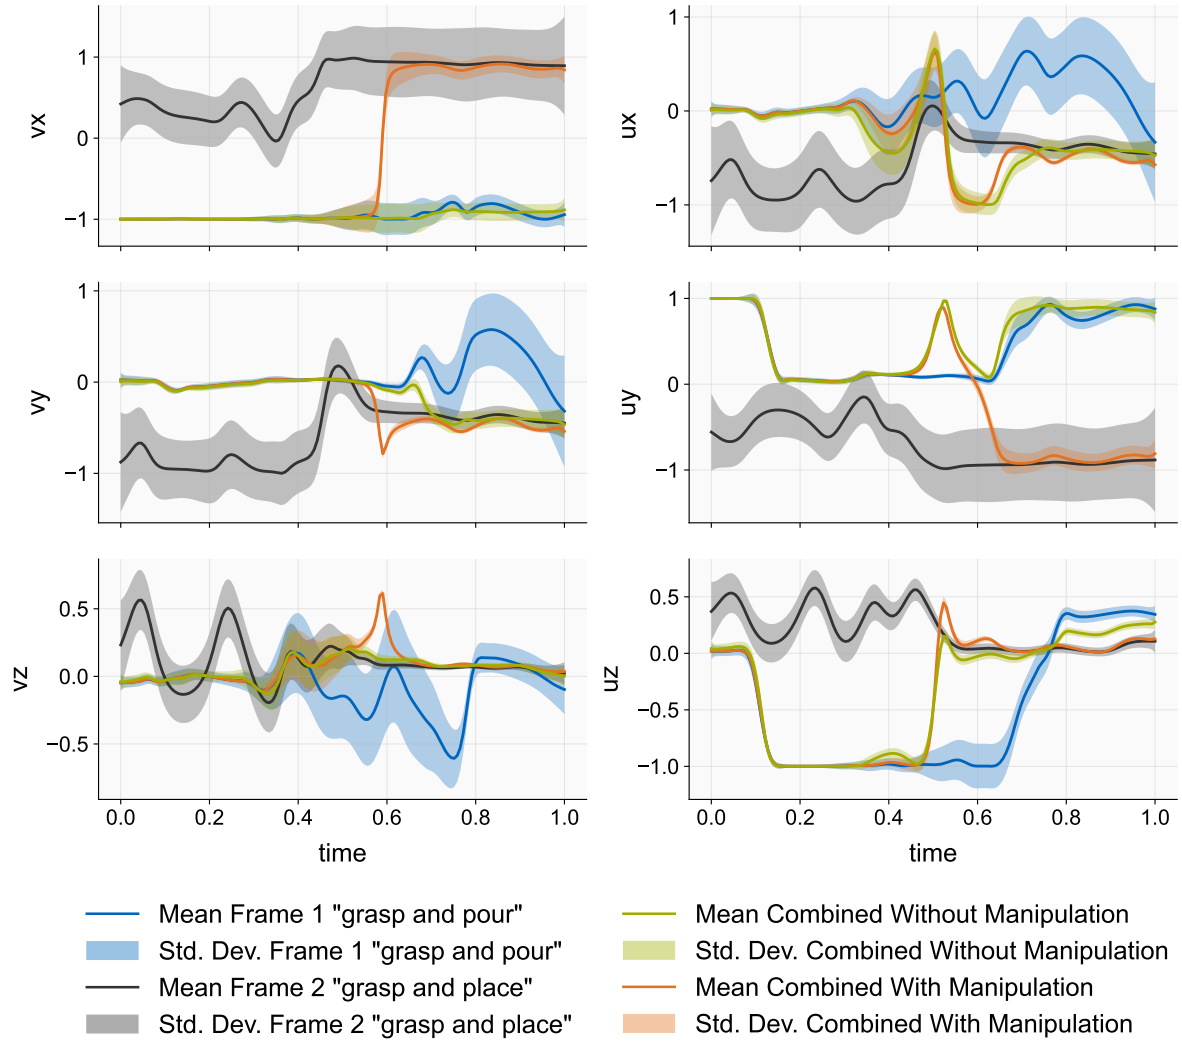 vx
1
0
−1
ux
1
0
−1
vy
1
0
−1
uy
1
0
−1
vz
0.5
0.0
−0.5
0.0 0.2 0.4 0.6 0.8 1.0
time
uz
0.5
0.0
−0.5
−1.0
0.0 0.2 0.4 0.6 0.8 1.0
time
Mean Frame 1 "grasp and pour"
Std. Dev. Frame 1 "grasp and pour"
Mean Frame 2 "grasp and place"
Std. Dev. Frame 2 "grasp and place"
Mean Combined Without Manipulation
Std. Dev. Combined Without Manipulation
Mean Combined With Manipulation
Std. Dev. Combined With Manipulation